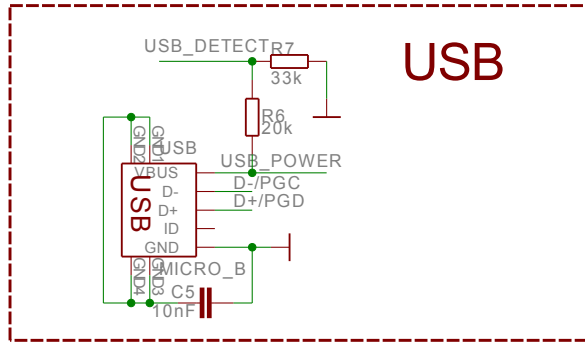 USB_DETECT
R7
33k
USB
R6
20k
GND2
GND1
USB
USB_POWER
VBUS
D-
D-/PGC
D+
D+/PGD
USB
ID
GND
GND4
GND3
MICRO_B
C5
10nF